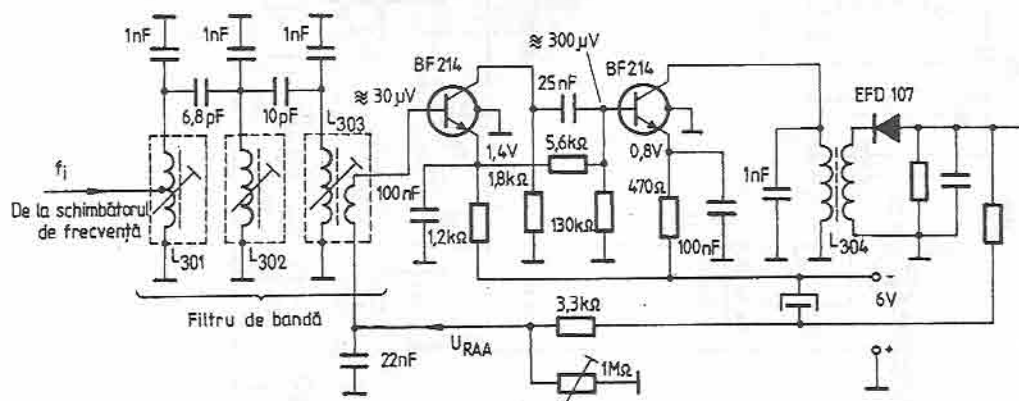 1nF
1nF
1nF
6,8pF
10pF
L303
≈30µV
BF214
≈300µV
25nF
BF214
EFD 107
1,4V
0,8V
5,6kΩ
100nF
1,8kΩ
1,2kΩ
130kΩ
470Ω
100nF
1nF
L304
fi
De la schimbătorul
de frecvență
L301
L302
Filtru de bandă
22nF
URAA
3,3kΩ
1MΩ
-
6V
+